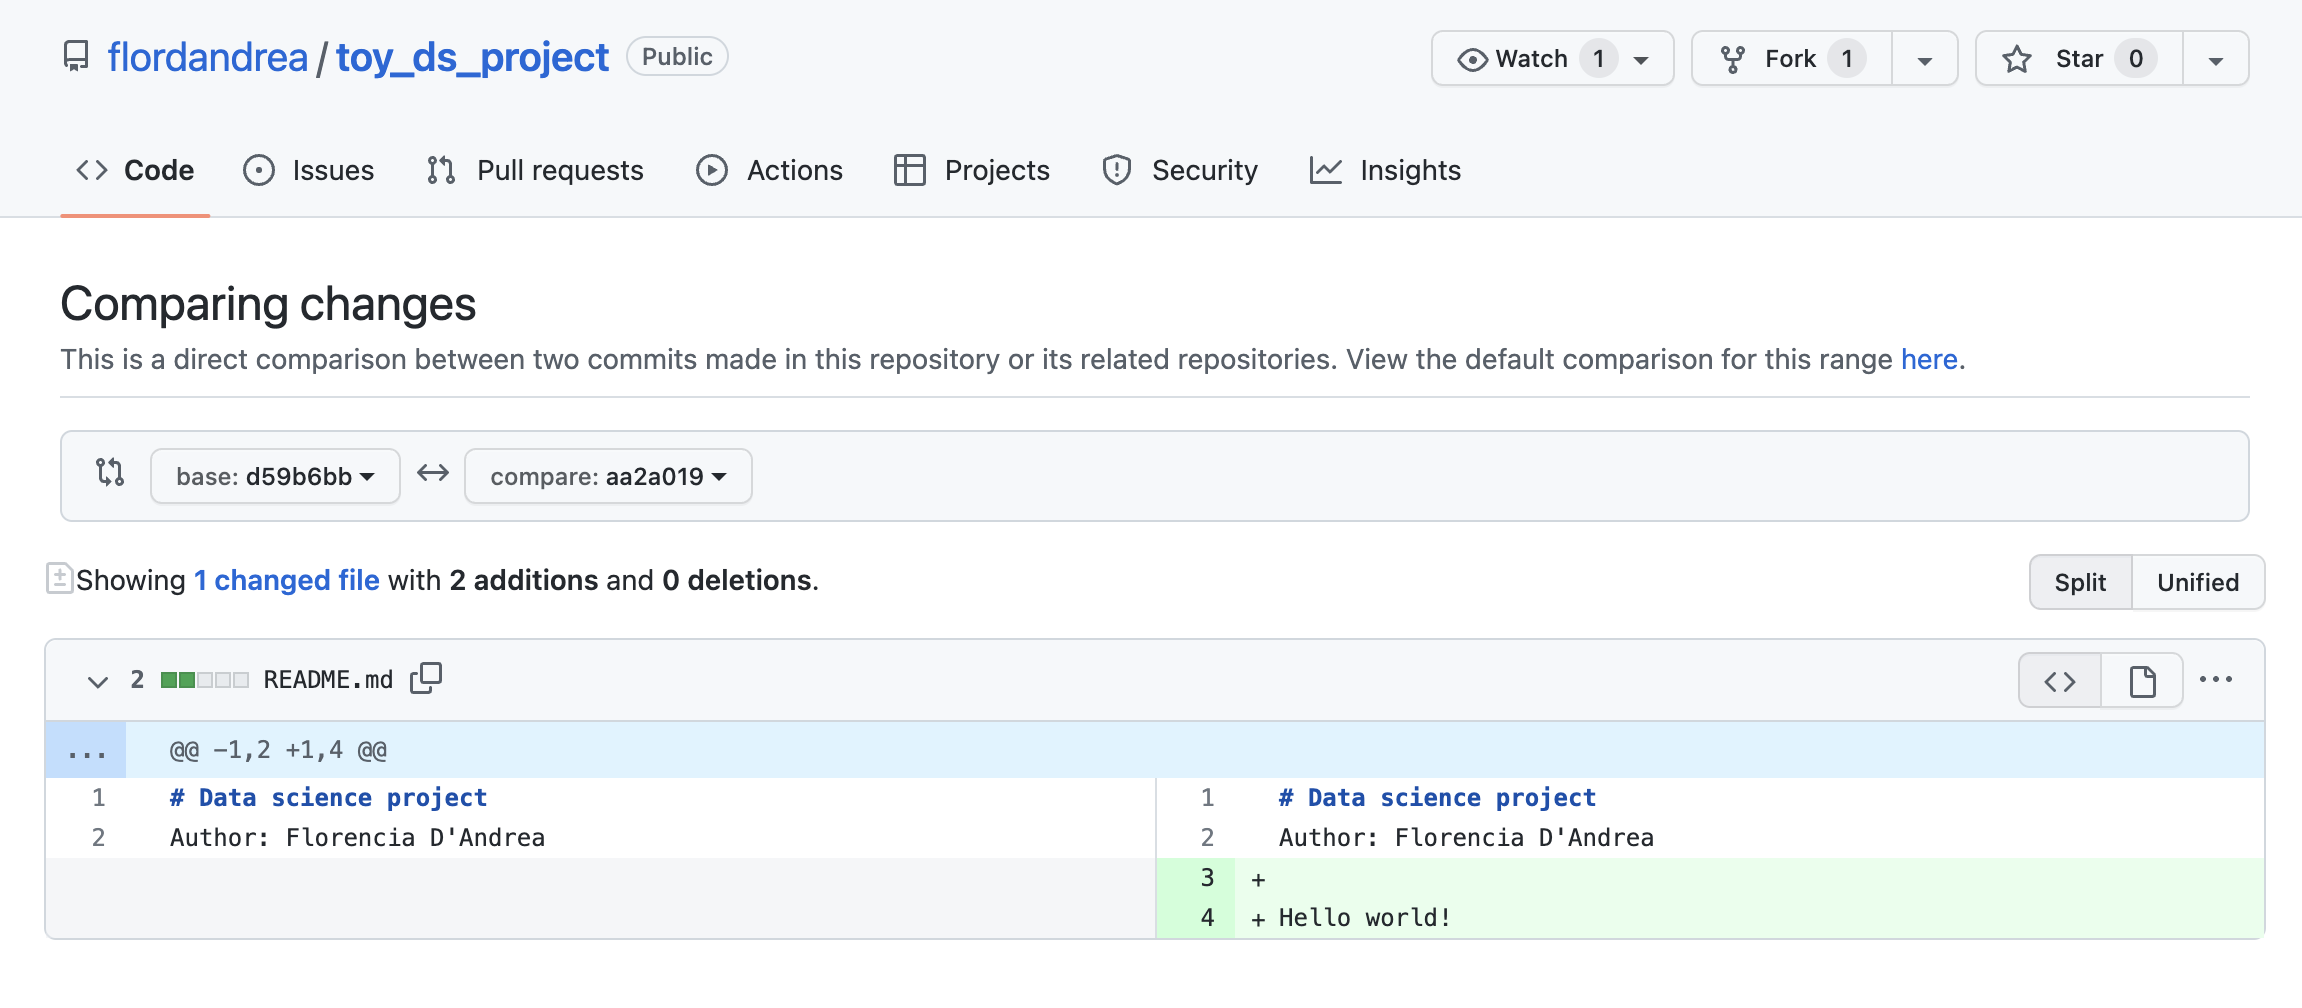 flordandrea / toy_ds_project Public Watch 1 Fork 1 Star 0
Code Issues Pull requests Actions Projects Security Insights
Comparing changes
This is a direct comparison between two commits made in this repository or its related repositories. View the default comparison for this range here.
base: d59b6bb compare: aa2a019
Showing 1 changed file with 2 additions and 0 deletions. Split Unified
2 README.md
... @@ -1,2 +1,4 @@
1 # Data science project 1 # Data science project
2 Author: Florencia D'Andrea 2 Author: Florencia D'Andrea
3 +
4 + Hello world!